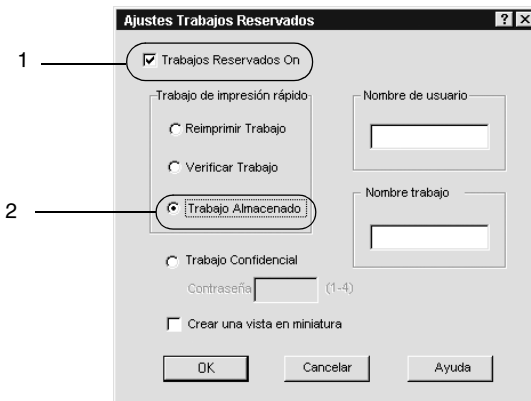 Ajustes Trabajos Reservados
? X
1
Trabajos Reservados On
Trabajo de impresión rápido
Reimprimir Trabajo
Verificar Trabajo
2
Trabajo Almacenado
Trabajo Confidencial
Contraseña
(1-4)
Crear una vista en miniatura
Nombre de usuario
Nombre trabajo
OK
Cancelar
Ayuda